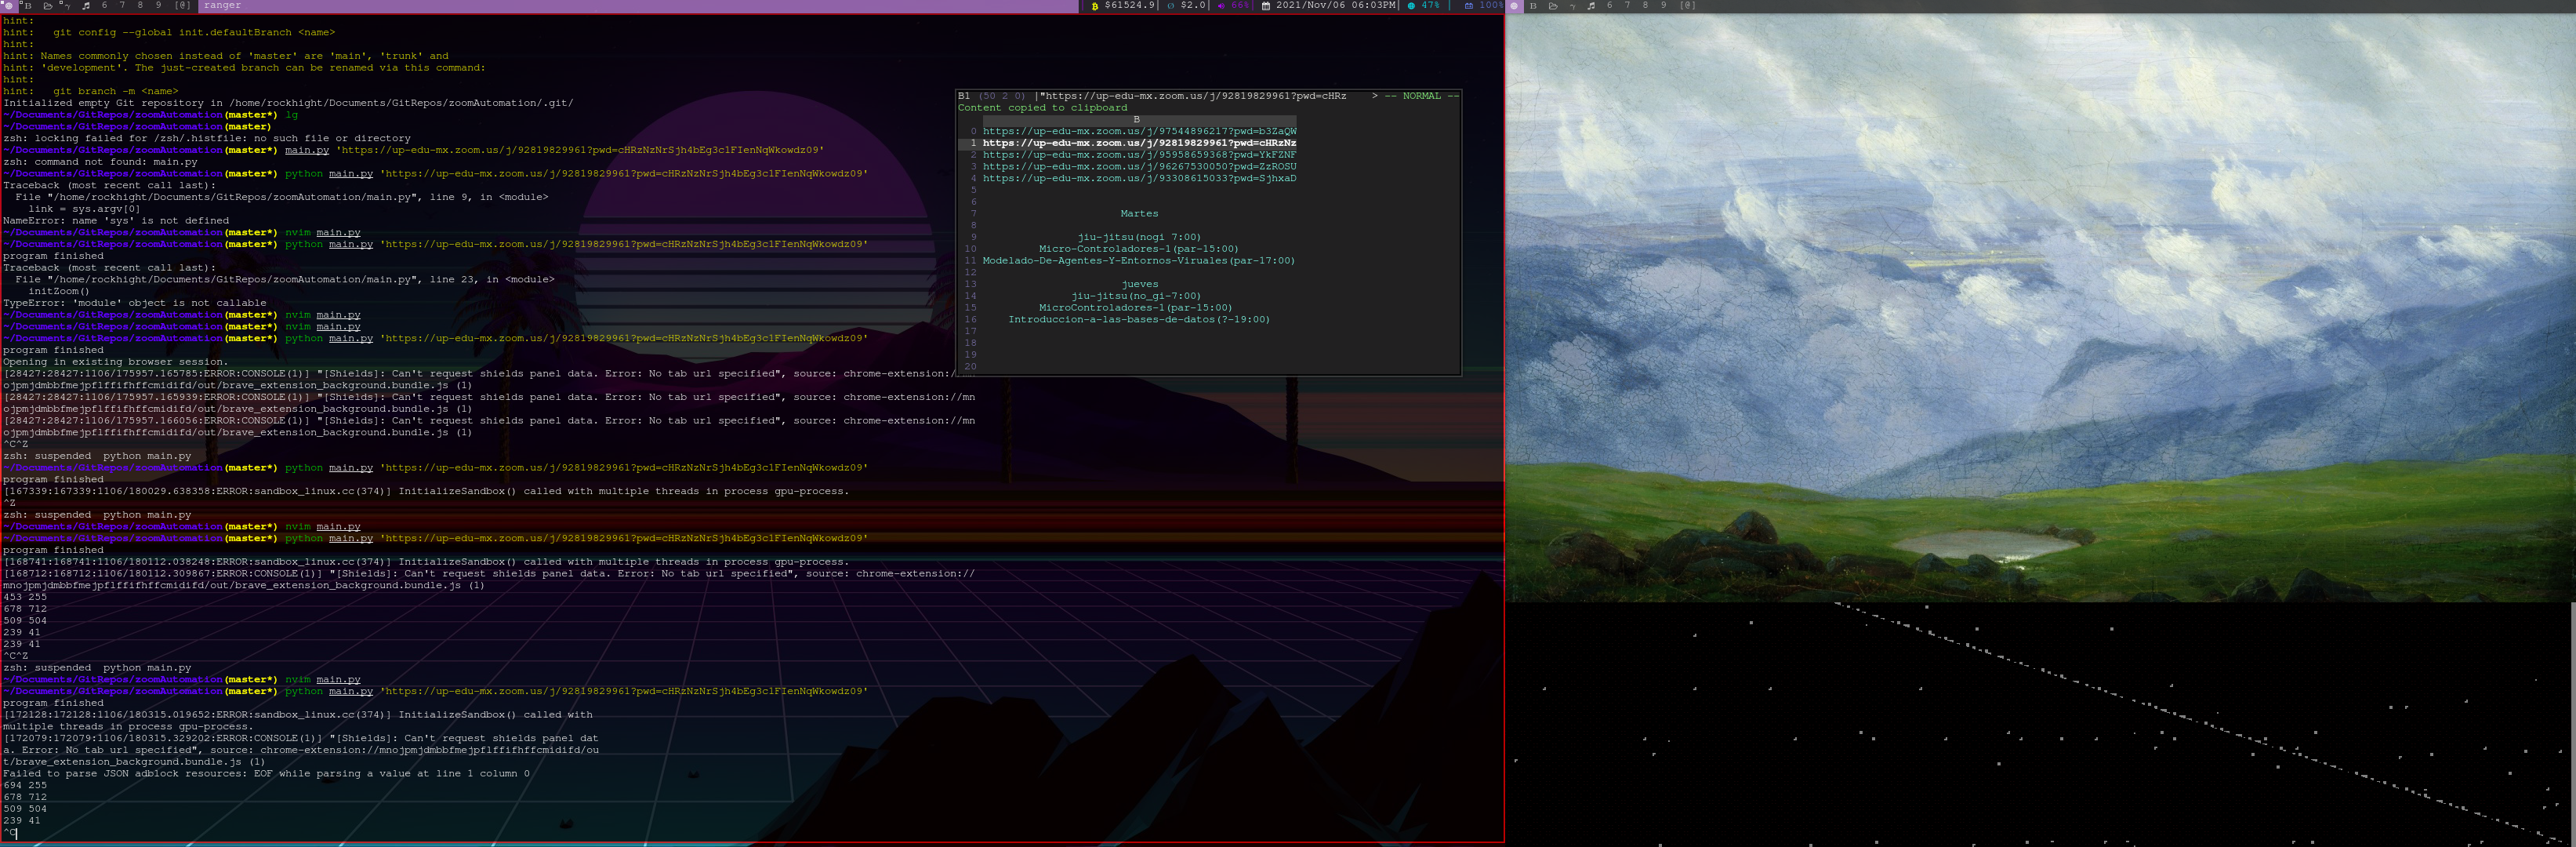 B 6 7 8 9 [@] ranger $61524.9| $2.0| 66%| 2021/Nov/06 06:03PM| 47% | 100% B 6 7 8 9 [@]
hint:
hint:   git config --global init.defaultBranch <name>
hint:
hint: Names commonly chosen instead of 'master' are 'main', 'trunk' and
hint: 'development'. The just-created branch can be renamed via this command:
hint:
hint:   git branch -m <name>
Initialized empty Git repository in /home/rockhight/Documents/GitRepos/zoomAutomation/.git/
~/Documents/GitRepos/zoomAutomation(master*) lg
~/Documents/GitRepos/zoomAutomation(master)
zsh: locking failed for /zsh/.histfile: no such file or directory
~/Documents/GitRepos/zoomAutomation(master*) main.py 'https://up-edu-mx.zoom.us/j/92819829961?pwd=cHRzNzNrSjh4bEg3c1FIenNqWkowdz09'
zsh: command not found: main.py
~/Documents/GitRepos/zoomAutomation(master*) python main.py 'https://up-edu-mx.zoom.us/j/92819829961?pwd=cHRzNzNrSjh4bEg3c1FIenNqWkowdz09'
Traceback (most recent call last):
  File "/home/rockhight/Documents/GitRepos/zoomAutomation/main.py", line 9, in <module>
    link = sys.argv[0]
NameError: name 'sys' is not defined
~/Documents/GitRepos/zoomAutomation(master*) nvim main.py
~/Documents/GitRepos/zoomAutomation(master*) python main.py 'https://up-edu-mx.zoom.us/j/92819829961?pwd=cHRzNzNrSjh4bEg3c1FIenNqWkowdz09'
program finished
Traceback (most recent call last):
  File "/home/rockhight/Documents/GitRepos/zoomAutomation/main.py", line 23, in <module>
    initZoom()
TypeError: 'module' object is not callable
~/Documents/GitRepos/zoomAutomation(master*) nvim main.py
~/Documents/GitRepos/zoomAutomation(master*) nvim main.py
~/Documents/GitRepos/zoomAutomation(master*) python main.py 'https://up-edu-mx.zoom.us/j/92819829961?pwd=cHRzNzNrSjh4bEg3c1FIenNqWkowdz09'
program finished
Opening in existing browser session.
[28427:28427:1106/175957.165785:ERROR:CONSOLE(1)] "[Shields]: Can't request shields panel data. Error: No tab url specified", source: chrome-extension://mn
ojpmjdmbbfmejpflffifhffcmidifd/out/brave_extension_background.bundle.js (1)
[28427:28427:1106/175957.165939:ERROR:CONSOLE(1)] "[Shields]: Can't request shields panel data. Error: No tab url specified", source: chrome-extension://mn
ojpmjdmbbfmejpflffifhffcmidifd/out/brave_extension_background.bundle.js (1)
[28427:28427:1106/175957.166056:ERROR:CONSOLE(1)] "[Shields]: Can't request shields panel data. Error: No tab url specified", source: chrome-extension://mn
ojpmjdmbbfmejpflffifhffcmidifd/out/brave_extension_background.bundle.js (1)
^C^Z
zsh: suspended  python main.py
~/Documents/GitRepos/zoomAutomation(master*) python main.py 'https://up-edu-mx.zoom.us/j/92819829961?pwd=cHRzNzNrSjh4bEg3c1FIenNqWkowdz09'
program finished
[167339:167339:1106/180029.638358:ERROR:sandbox_linux.cc(374)] InitializeSandbox() called with multiple threads in process gpu-process.
^Z
zsh: suspended  python main.py
~/Documents/GitRepos/zoomAutomation(master*) nvim main.py
~/Documents/GitRepos/zoomAutomation(master*) python main.py 'https://up-edu-mx.zoom.us/j/92819829961?pwd=cHRzNzNrSjh4bEg3c1FIenNqWkowdz09'
program finished
[168741:168741:1106/180112.038248:ERROR:sandbox_linux.cc(374)] InitializeSandbox() called with multiple threads in process gpu-process.
[168712:168712:1106/180112.309867:ERROR:CONSOLE(1)] "[Shields]: Can't request shields panel data. Error: No tab url specified", source: chrome-extension://
mnojpmjdmbbfmejpflffifhffcmidifd/out/brave_extension_background.bundle.js (1)
453 255
678 712
509 504
239 41
239 41
^C^Z
zsh: suspended  python main.py
~/Documents/GitRepos/zoomAutomation(master*) nvim main.py
~/Documents/GitRepos/zoomAutomation(master*) python main.py 'https://up-edu-mx.zoom.us/j/92819829961?pwd=cHRzNzNrSjh4bEg3c1FIenNqWkowdz09'
program finished
[172128:172128:1106/180315.019652:ERROR:sandbox_linux.cc(374)] InitializeSandbox() called with
multiple threads in process gpu-process.
[172079:172079:1106/180315.329202:ERROR:CONSOLE(1)] "[Shields]: Can't request shields panel dat
a. Error: No tab url specified", source: chrome-extension://mnojpmjdmbbfmejpflffifhffcmidifd/ou
t/brave_extension_background.bundle.js (1)
Failed to parse JSON adblock resources: EOF while parsing a value at line 1 column 0
694 255
678 712
509 504
239 41
^C
B1 (50 2 0) |"https://up-edu-mx.zoom.us/j/92819829961?pwd=cHRz    > -- NORMAL --
Content copied to clipboard
B
0 https://up-edu-mx.zoom.us/j/97544896217?pwd=b3ZaQW
1 https://up-edu-mx.zoom.us/j/92819829961?pwd=cHRzNz
2 https://up-edu-mx.zoom.us/j/95958659368?pwd=YkFZNF
3 https://up-edu-mx.zoom.us/j/96267530050?pwd=ZzROSU
4 https://up-edu-mx.zoom.us/j/93308615033?pwd=SjhxaD
5
6
7 Martes
8
9 jiu-jitsu(nogi 7:00)
10 Micro-Controladores-1(par-15:00)
11 Modelado-De-Agentes-Y-Entornos-Viruales(par-17:00)
12
13 jueves
14 jiu-jitsu(no_gi-7:00)
15 MicroControladores-1(par-15:00)
16 Introduccion-a-las-bases-de-datos(?-19:00)
17
18
19
20